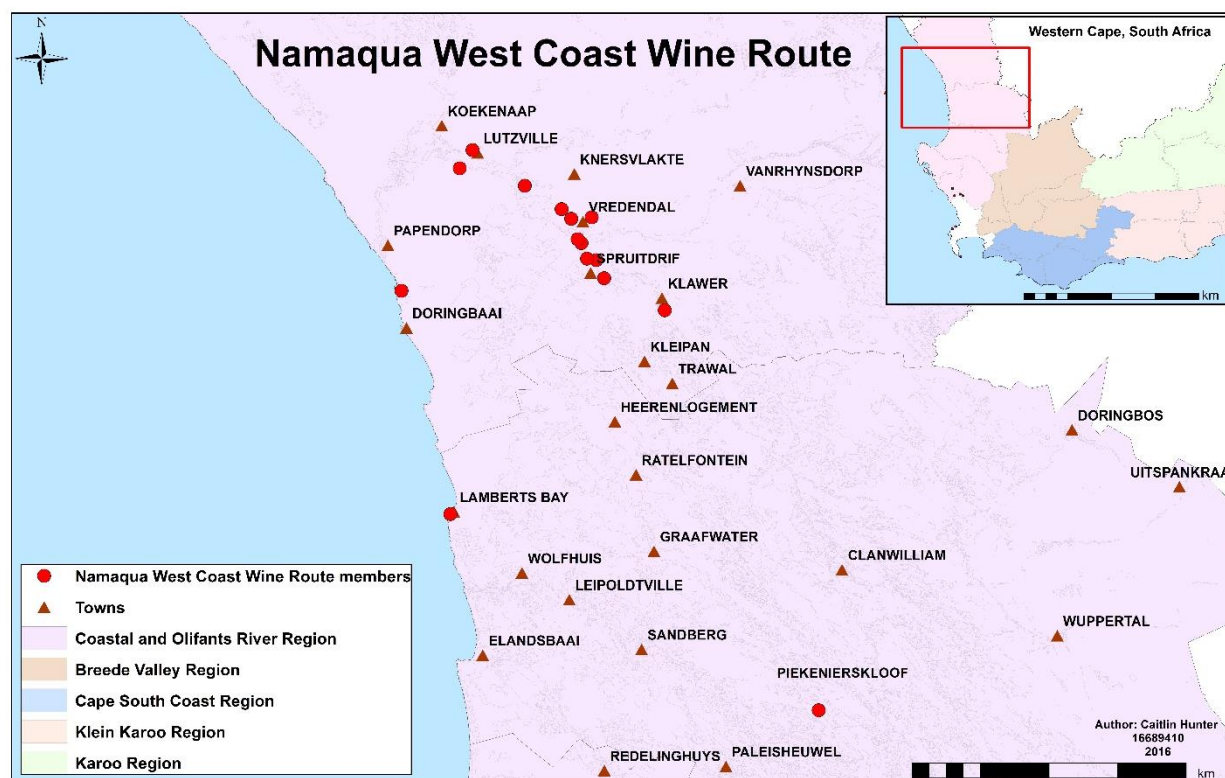 N
Namaqua West Coast Wine Route
Western Cape, South Africa
km
KOEKENAAP
LUTZVILLE
KNERSVLAKTE
VANRHYNSDORP
VREDENDAL
PAPENDORP
SPRUITDRIF
KLAWER
DORINGBAAI
KLEIPAN
TRAWAL
HEERENLOGEMENT
DORINGBOS
RATELFONTEIN
UITSPANKRAA
LAMBERTS BAY
GRAAFWATER
CLANWILLIAM
WOLFHUIS
LEIPOLDTVILLE
WUPPERTAL
SANDBERG
ELANDSBAAI
PIEKENIERSKLOOF
REDELINGHUYS
PALEISHEUWEL
Namaqua West Coast Wine Route members
Towns
Coastal and Olifants River Region
Breede Valley Region
Cape South Coast Region
Klein Karoo Region
Karoo Region
Author: Caitlin Hunter
16689410
2016
km